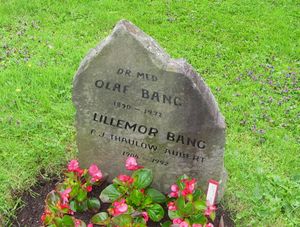 DR. MED
OLAF BANG
LILLEMOR BANG
F. J. THAULOW AUBERT